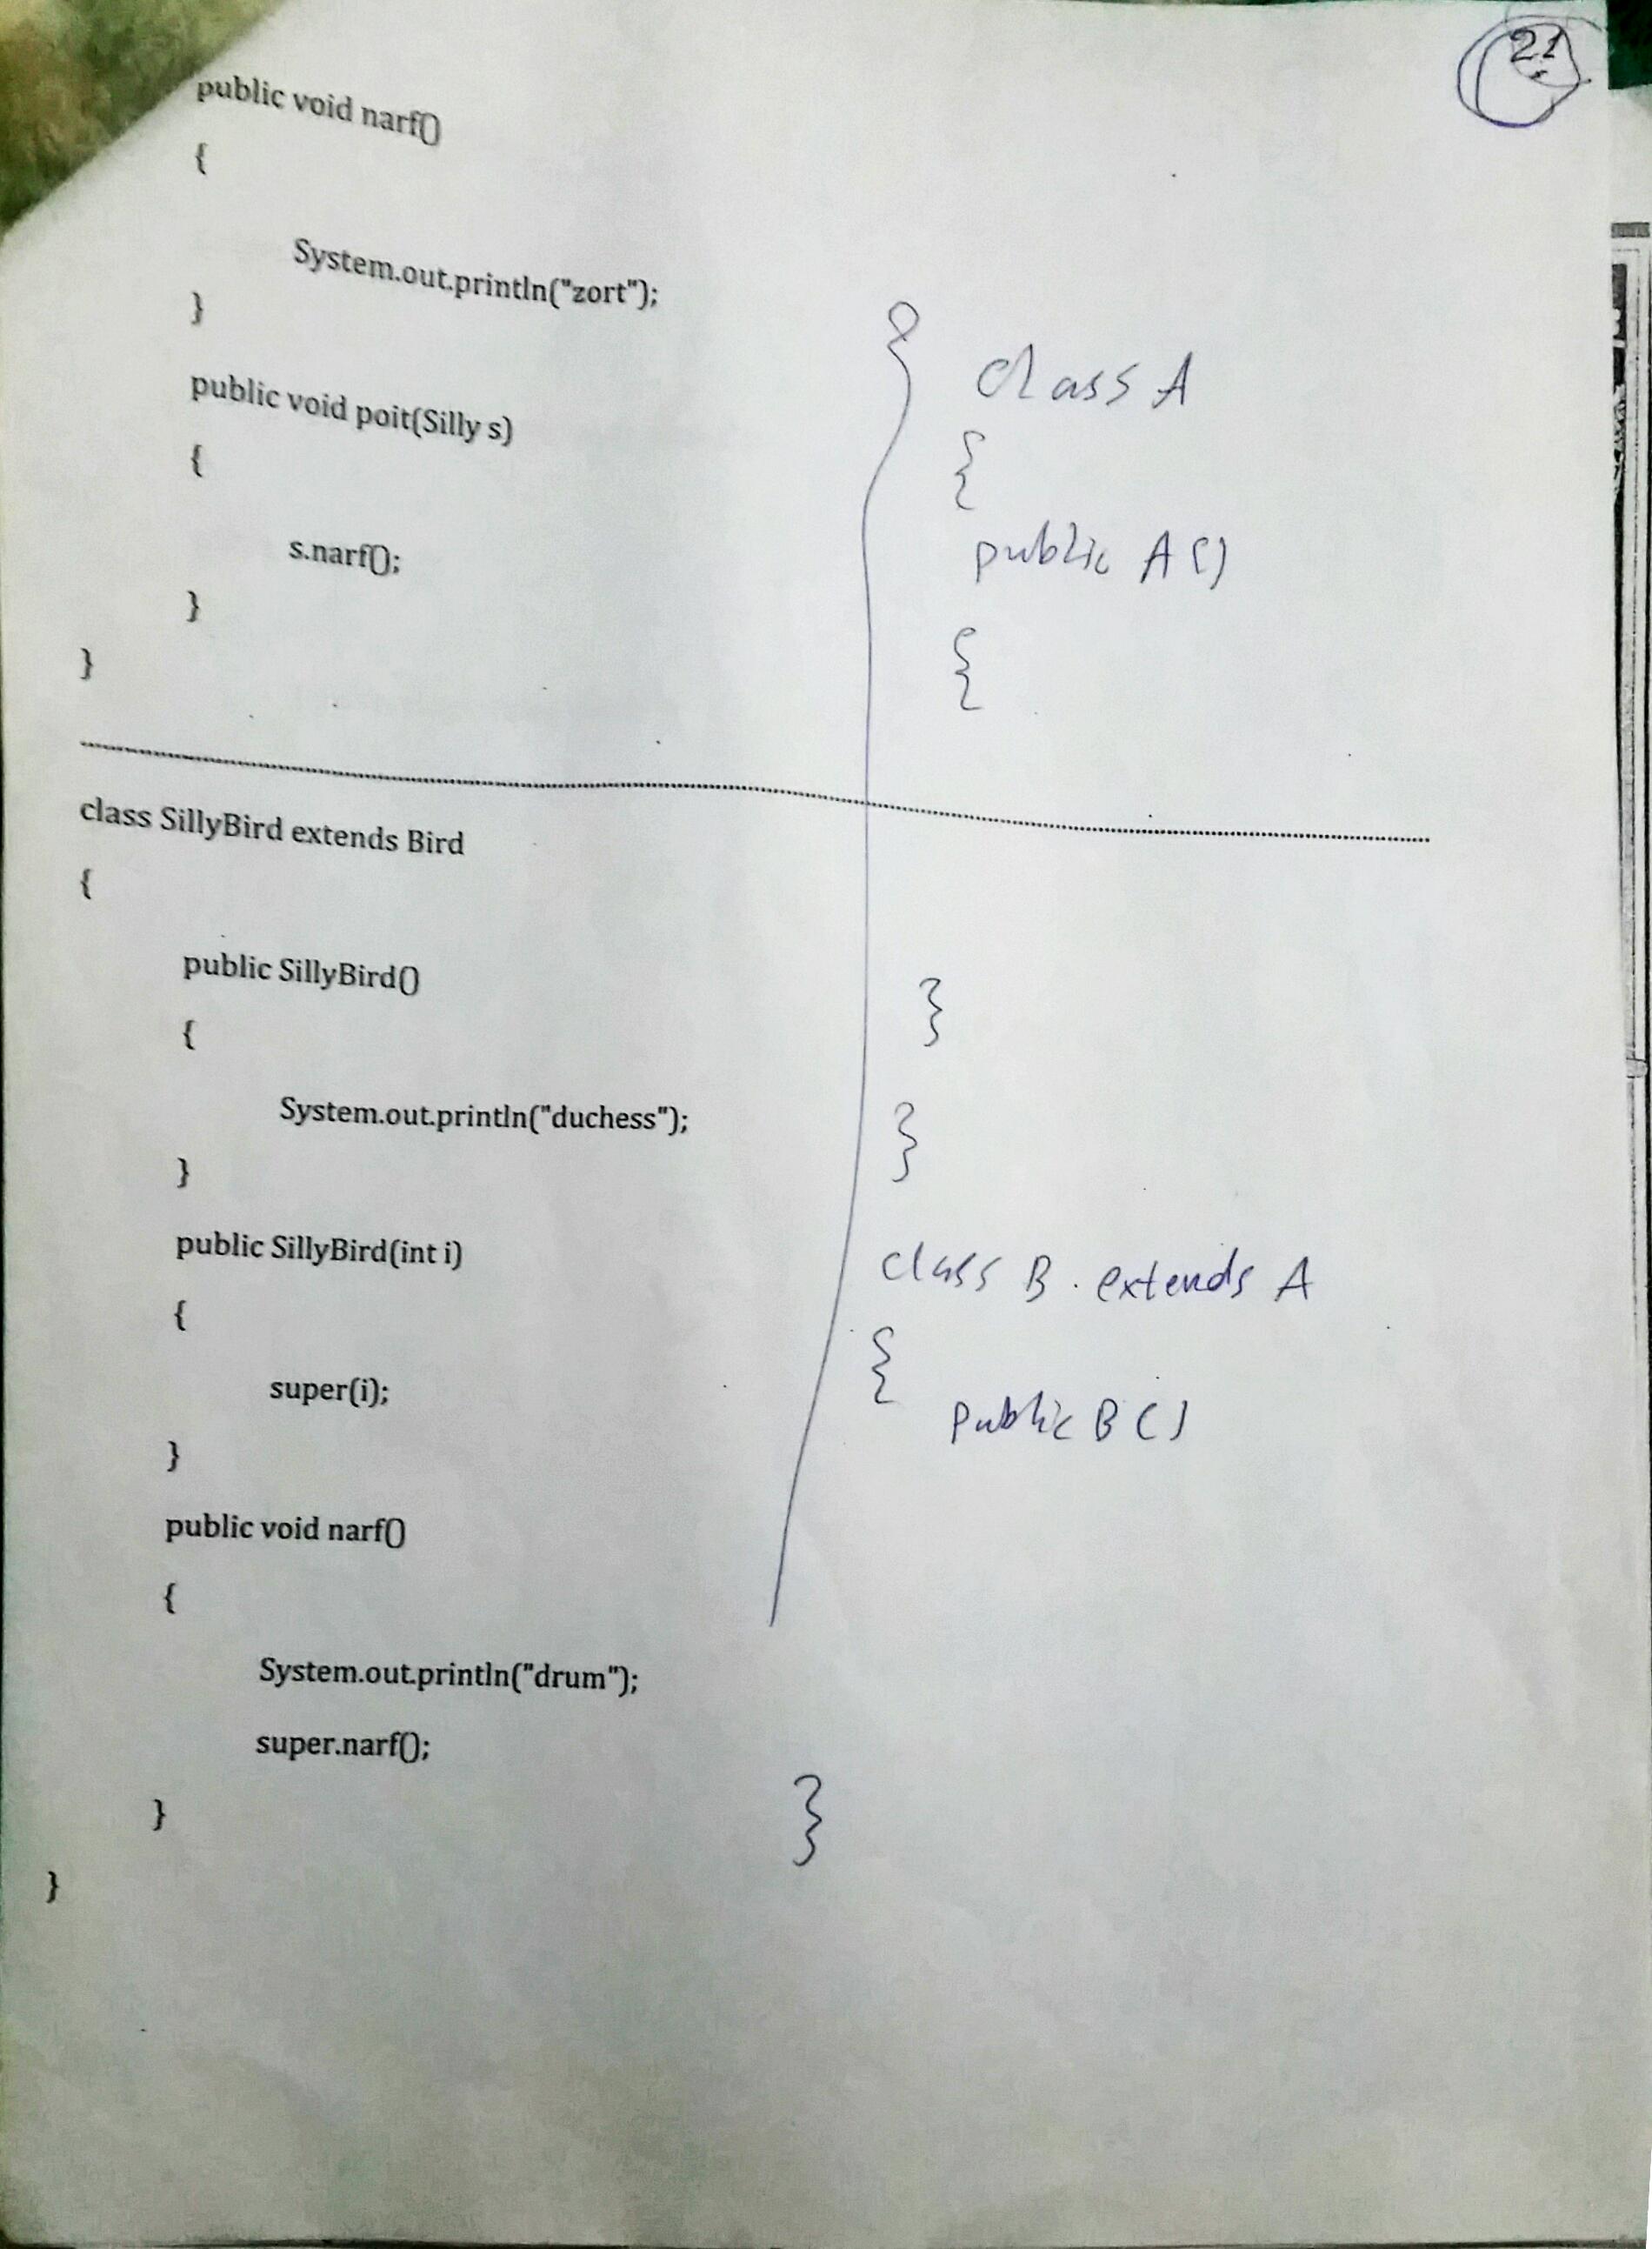 21
public void narf()
{
System.out.println("zort");
}
public void poit(Silly s)
{
s.narf();
}
}
class SillyBird extends Bird
{
public SillyBird()
{
System.out.println("duchess");
}
public SillyBird(int i)
{
super(i);
}
public void narf()
{
System.out.println("drum");
super.narf();
}
}
class A
{
public A()
{
}
}
class B extends A
{
public B()
}